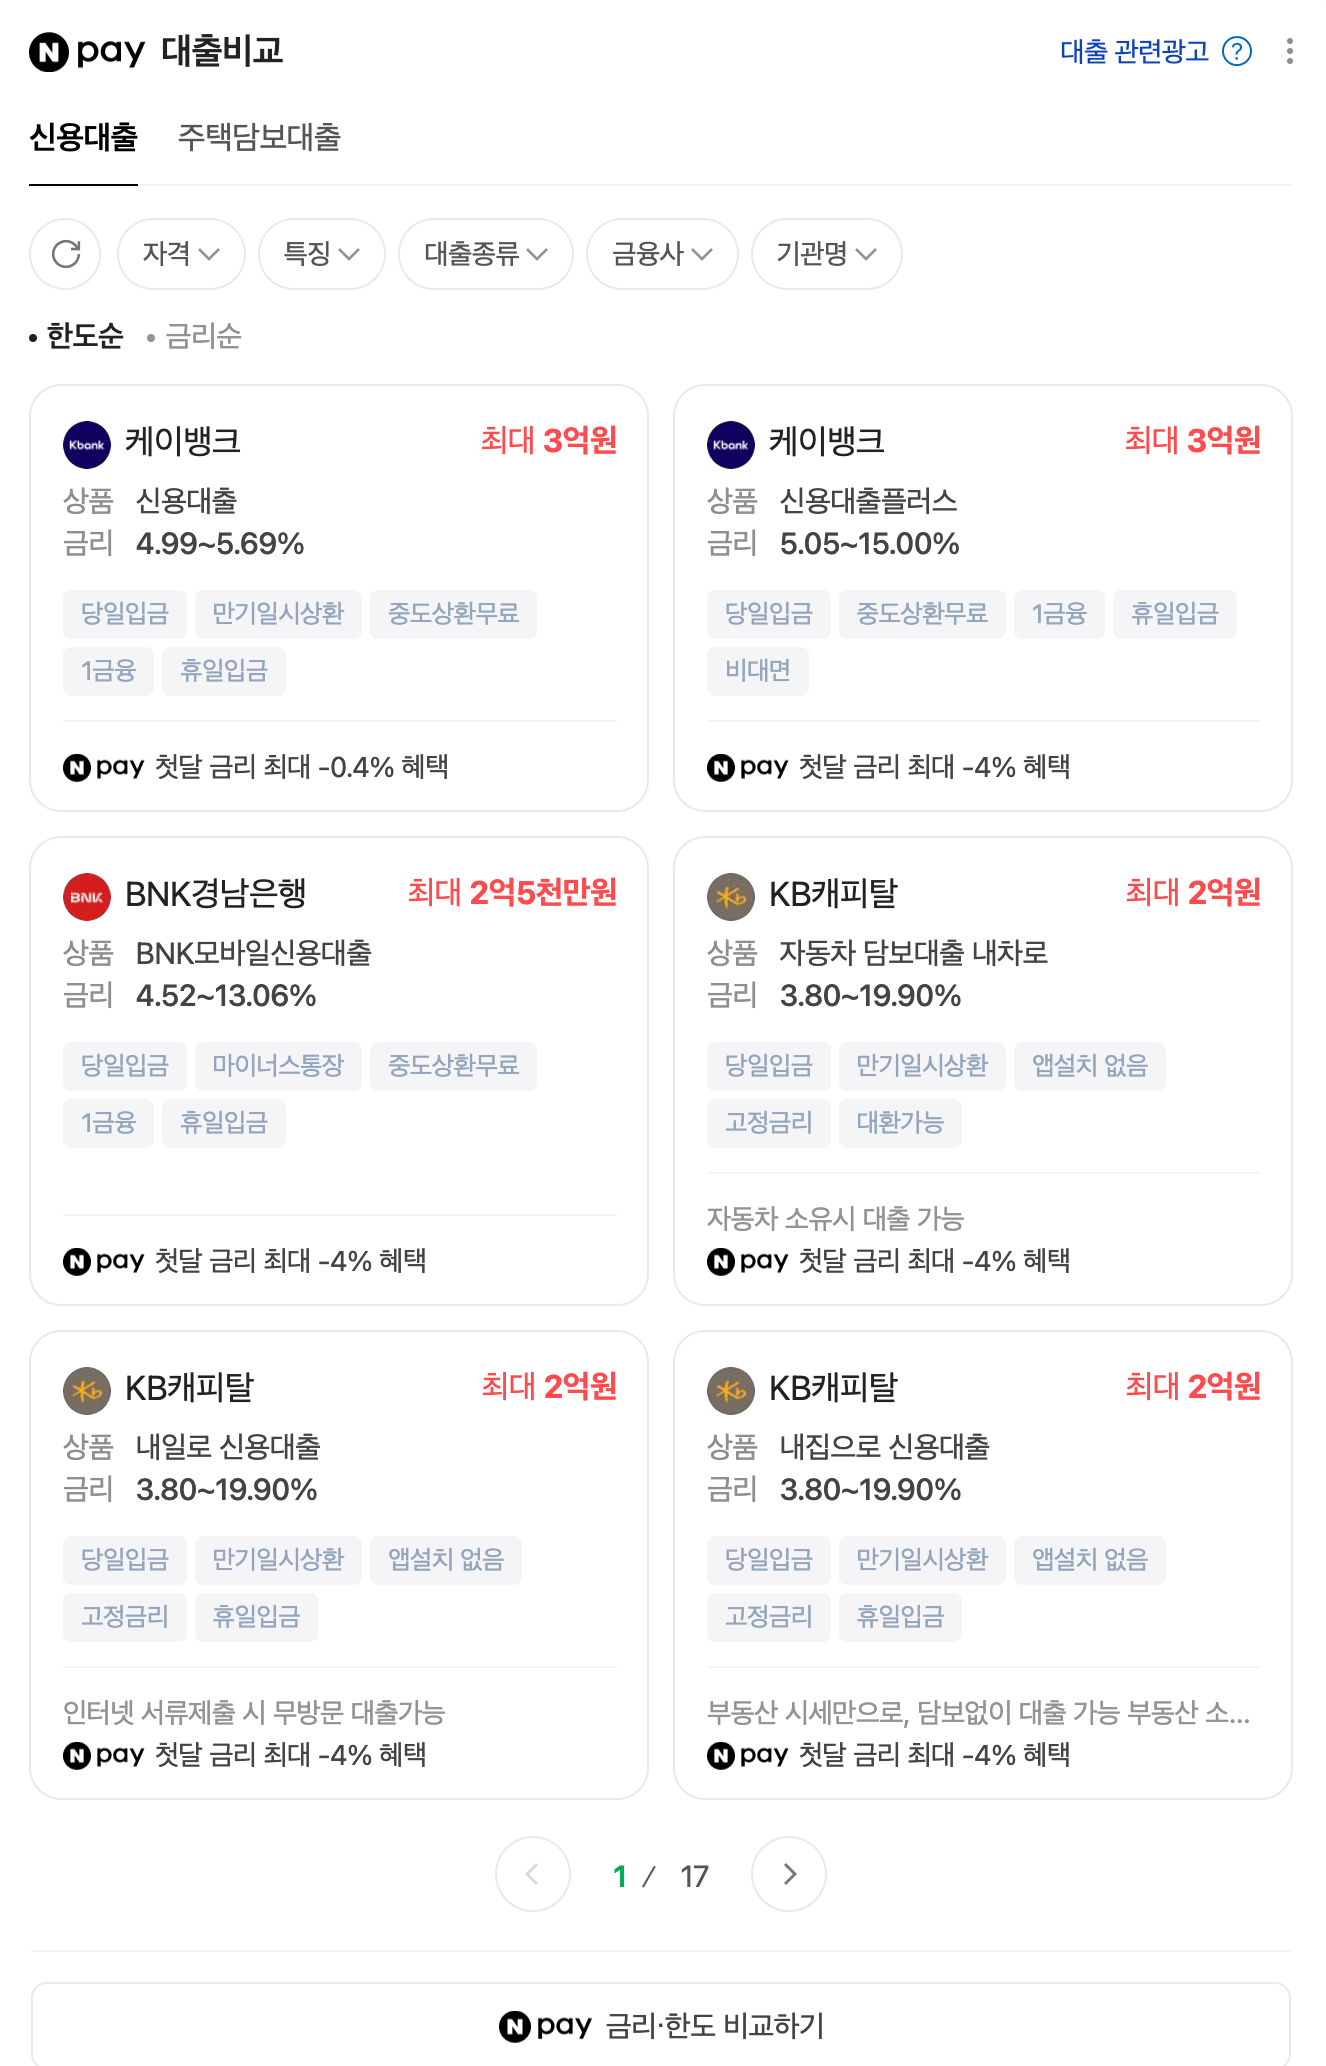 N pay 대출비교
대출 관련광고 ?
신용대출 주택담보대출
자격 특징 대출종류 금융사 기관명
• 한도순 • 금리순
Kbank 케이뱅크 최대 3억원
상품 신용대출
금리 4.99~5.69%
당일입금 만기일시상환 중도상환무료
1금융 휴일입금
N pay 첫달 금리 최대 -0.4% 혜택
Kbank 케이뱅크 최대 3억원
상품 신용대출플러스
금리 5.05~15.00%
당일입금 중도상환무료 1금융 휴일입금
비대면
N pay 첫달 금리 최대 -4% 혜택
BNK BNK경남은행 최대 2억5천만원
상품 BNK모바일신용대출
금리 4.52~13.06%
당일입금 마이너스통장 중도상환무료
1금융 휴일입금
N pay 첫달 금리 최대 -4% 혜택
KB캐피탈 최대 2억원
상품 자동차 담보대출 내차로
금리 3.80~19.90%
당일입금 만기일시상환 앱설치 없음
고정금리 대환가능
자동차 소유시 대출 가능
N pay 첫달 금리 최대 -4% 혜택
KB캐피탈 최대 2억원
상품 내일로 신용대출
금리 3.80~19.90%
당일입금 만기일시상환 앱설치 없음
고정금리 휴일입금
인터넷 서류제출 시 무방문 대출가능
N pay 첫달 금리 최대 -4% 혜택
KB캐피탈 최대 2억원
상품 내집으로 신용대출
금리 3.80~19.90%
당일입금 만기일시상환 앱설치 없음
고정금리 휴일입금
부동산 시세만으로, 담보없이 대출 가능 부동산 소...
N pay 첫달 금리 최대 -4% 혜택
1 / 17
N pay 금리·한도 비교하기